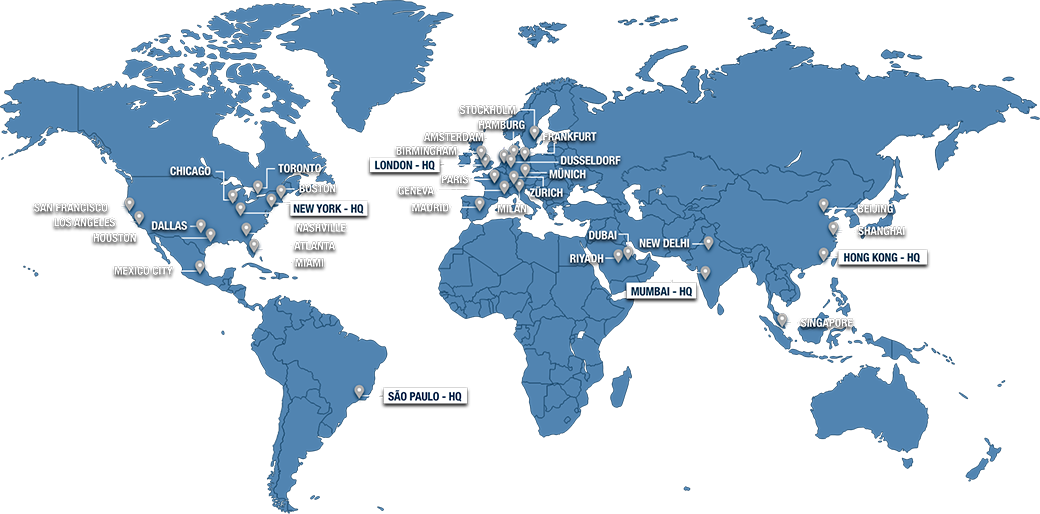 STOCKHOLM
HAMBURG
AMSTERDAM
FRANKFURT
BIRMINGHAM
LONDON - HQ
DUSSELDORF
CHICAGO
TORONTO
MUNICH
PARIS
BOSTON
GENEVA
ZURICH
SAN FRANCISCO
NEW YORK - HQ
MADRID
MILAN
BEIJING
LOS ANGELES
DALLAS
NASHVILLE
SHANGHAI
HOUSTON
DUBAI
NEW DELHI
ATLANTA
RIYADH
HONG KONG - HQ
MIAMI
MEXICO CITY
MUMBAI - HQ
SINGAPORE
SÃO PAULO - HQ